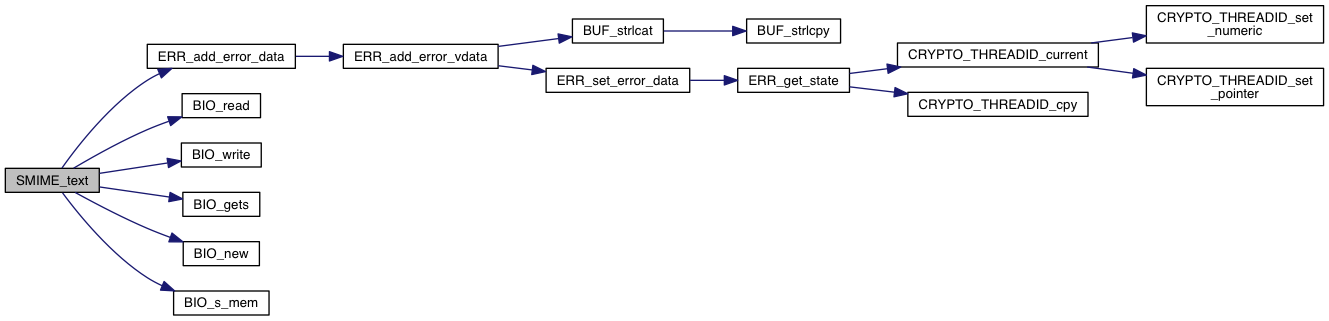 SMIME_text
ERR_add_error_data
BIO_read
BIO_write
BIO_gets
BIO_new
BIO_s_mem
ERR_add_error_vdata
BUF_strlcat
BUF_strlcpy
ERR_set_error_data
ERR_get_state
CRYPTO_THREADID_current
CRYPTO_THREADID_cpy
CRYPTO_THREADID_set
_numeric
CRYPTO_THREADID_set
_pointer